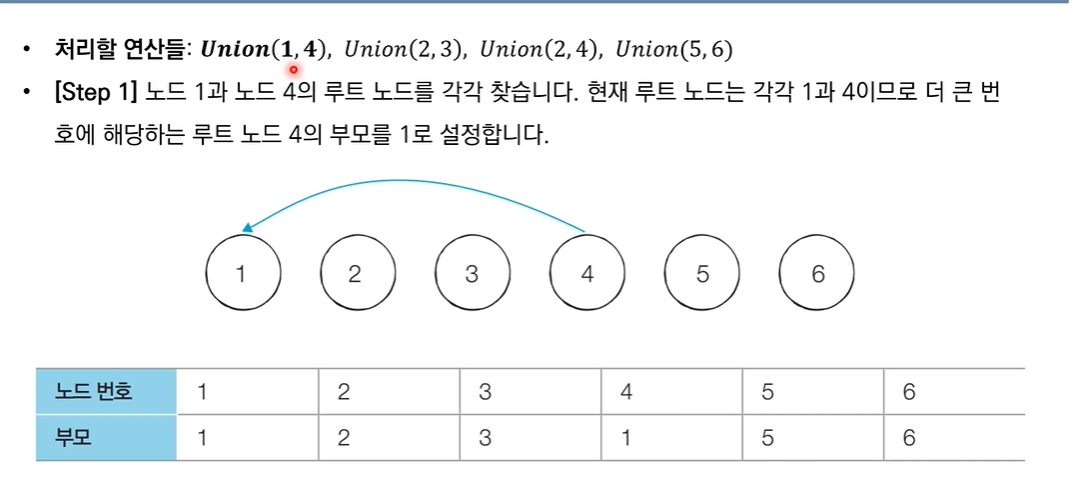 • 처리할 연산들: Union(1,4), Union(2,3), Union(2,4), Union(5,6)
• [Step 1] 노드 1과 노드 4의 루트 노드를 각각 찾습니다. 현재 루트 노드는 각각 1과 4이므로 더 큰 번
호에 해당하는 루트 노드 4의 부모를 1로 설정합니다.
1 2 3 4 5 6
노드 번호 1 2 3 4 5 6
부모 1 2 3 1 5 6